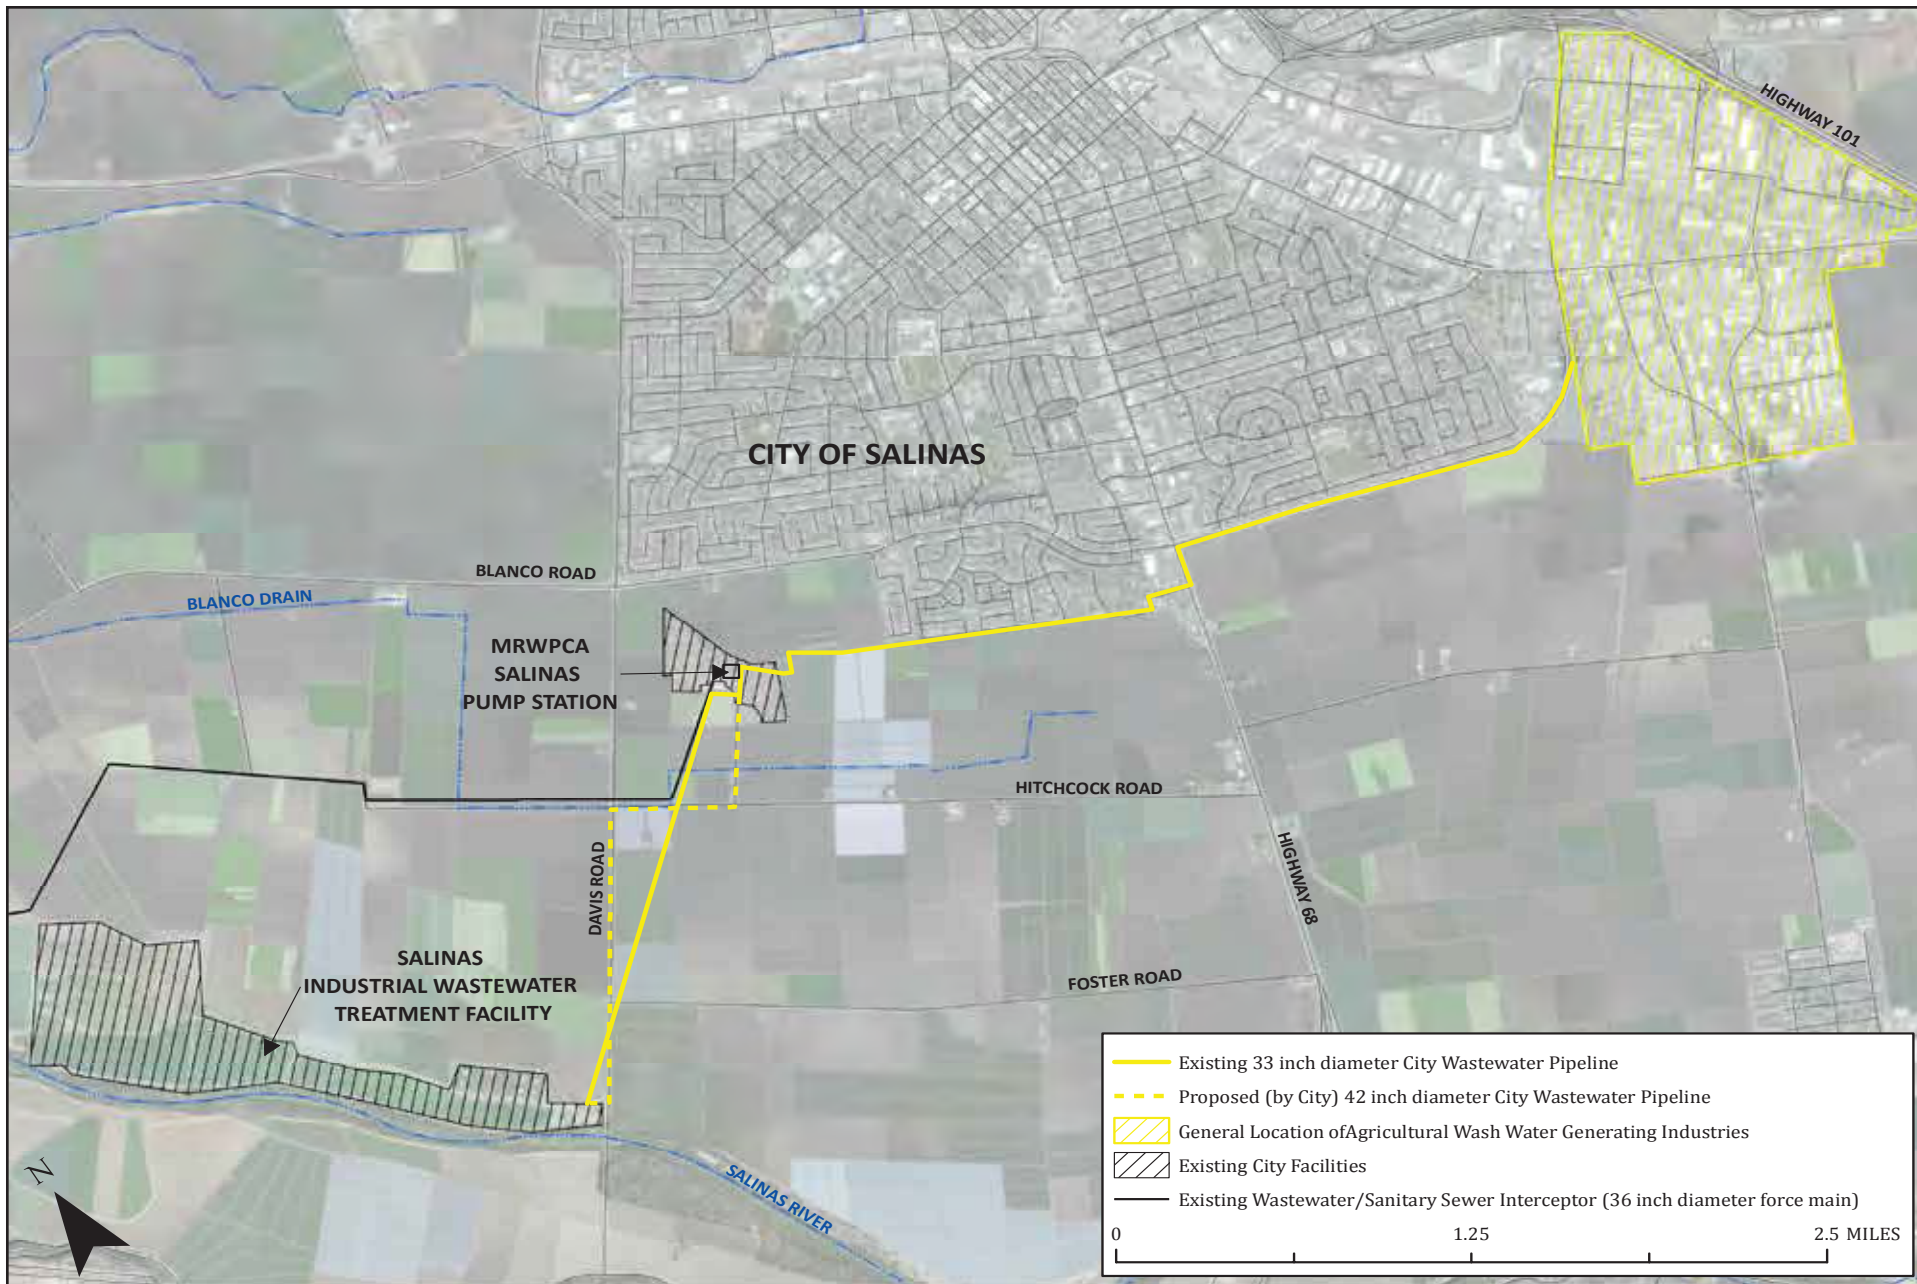 HIGHWAY 101
CITY OF SALINAS
BLANCO ROAD
BLANCO DRAIN
MRWPCA
SALINAS
PUMP STATION
HITCHCOCK ROAD
DAVIS ROAD
HIGHWAY 68
SALINAS
INDUSTRIAL WASTEWATER
TREATMENT FACILITY
FOSTER ROAD
SALINAS RIVER
N
Existing 33 inch diameter City Wastewater Pipeline
Proposed (by City) 42 inch diameter City Wastewater Pipeline
General Location ofAgricultural Wash Water Generating Industries
Existing City Facilities
Existing Wastewater/Sanitary Sewer Interceptor (36 inch diameter force main)
0 1.25 2.5 MILES